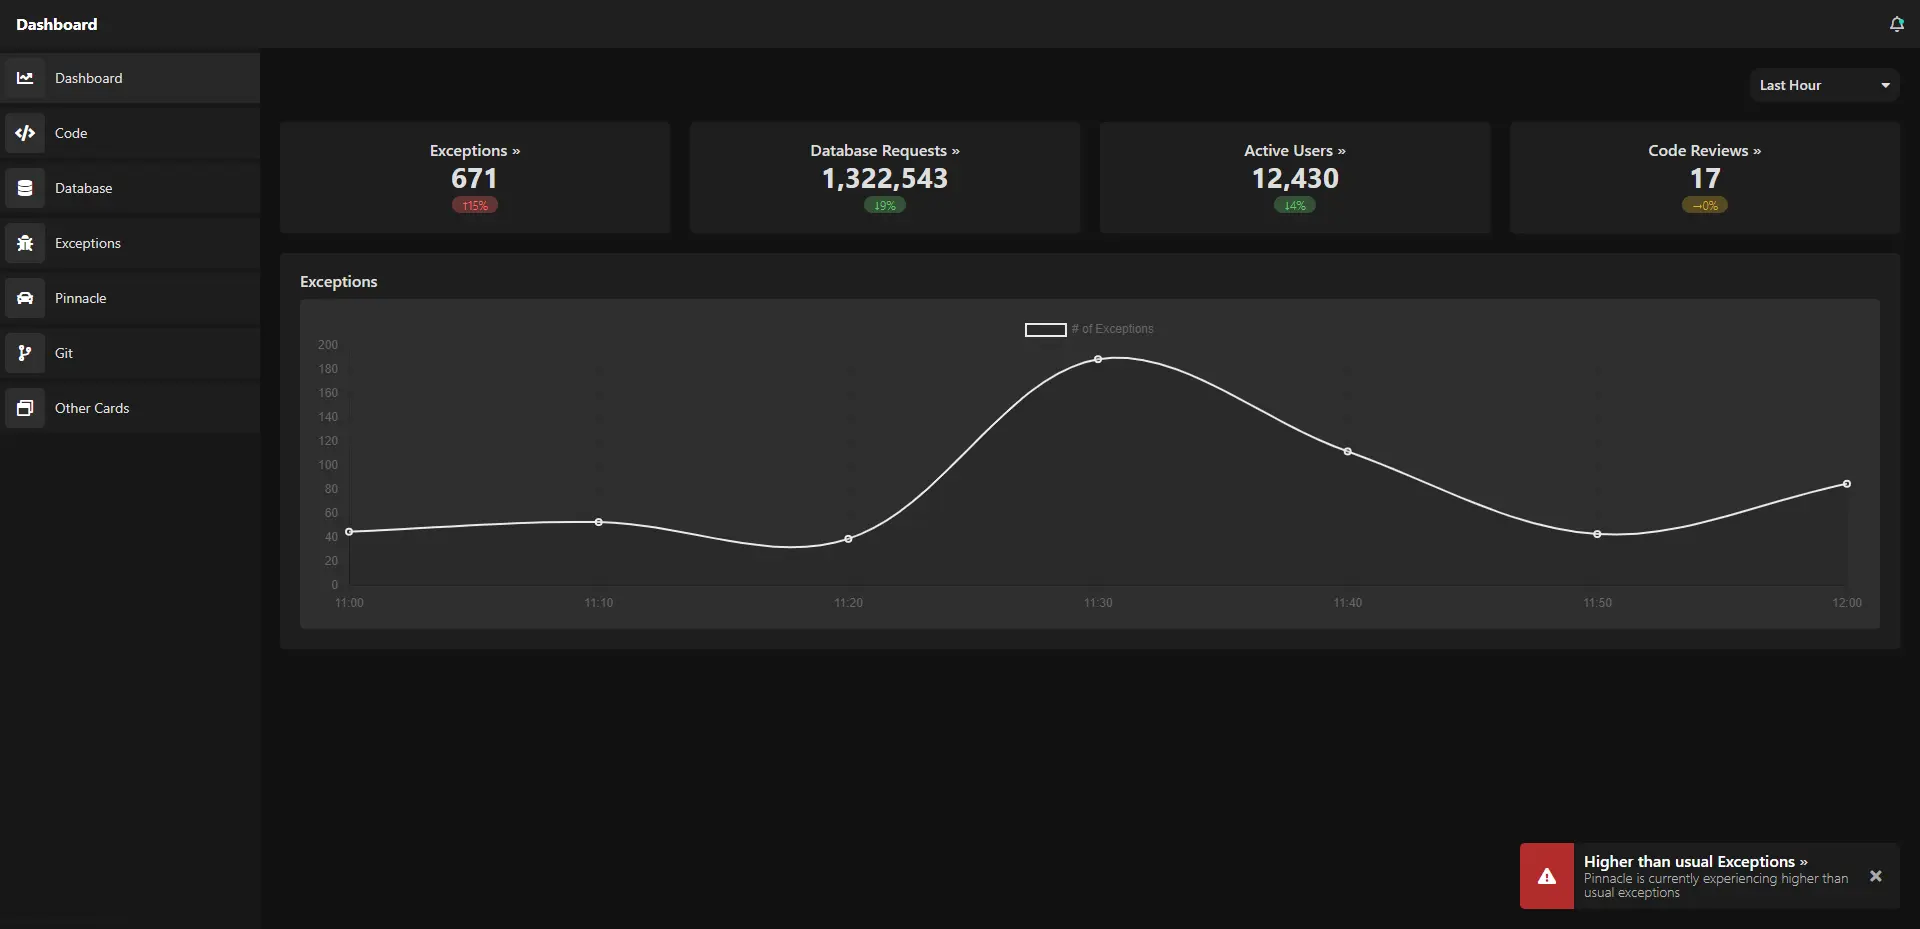 Dashboard
Dashboard
Code
Database
Exceptions
Pinnacle
Git
Other Cards
Last Hour
Exceptions »
671
↑15%
Database Requests »
1,322,543
↓9%
Active Users »
12,430
↓4%
Code Reviews »
17
→0%
Exceptions
# of Exceptions
200
180
160
140
120
100
80
60
40
20
0
11:00 11:10 11:20 11:30 11:40 11:50 12:00
Higher than usual Exceptions »
Pinnacle is currently experiencing higher than
usual exceptions